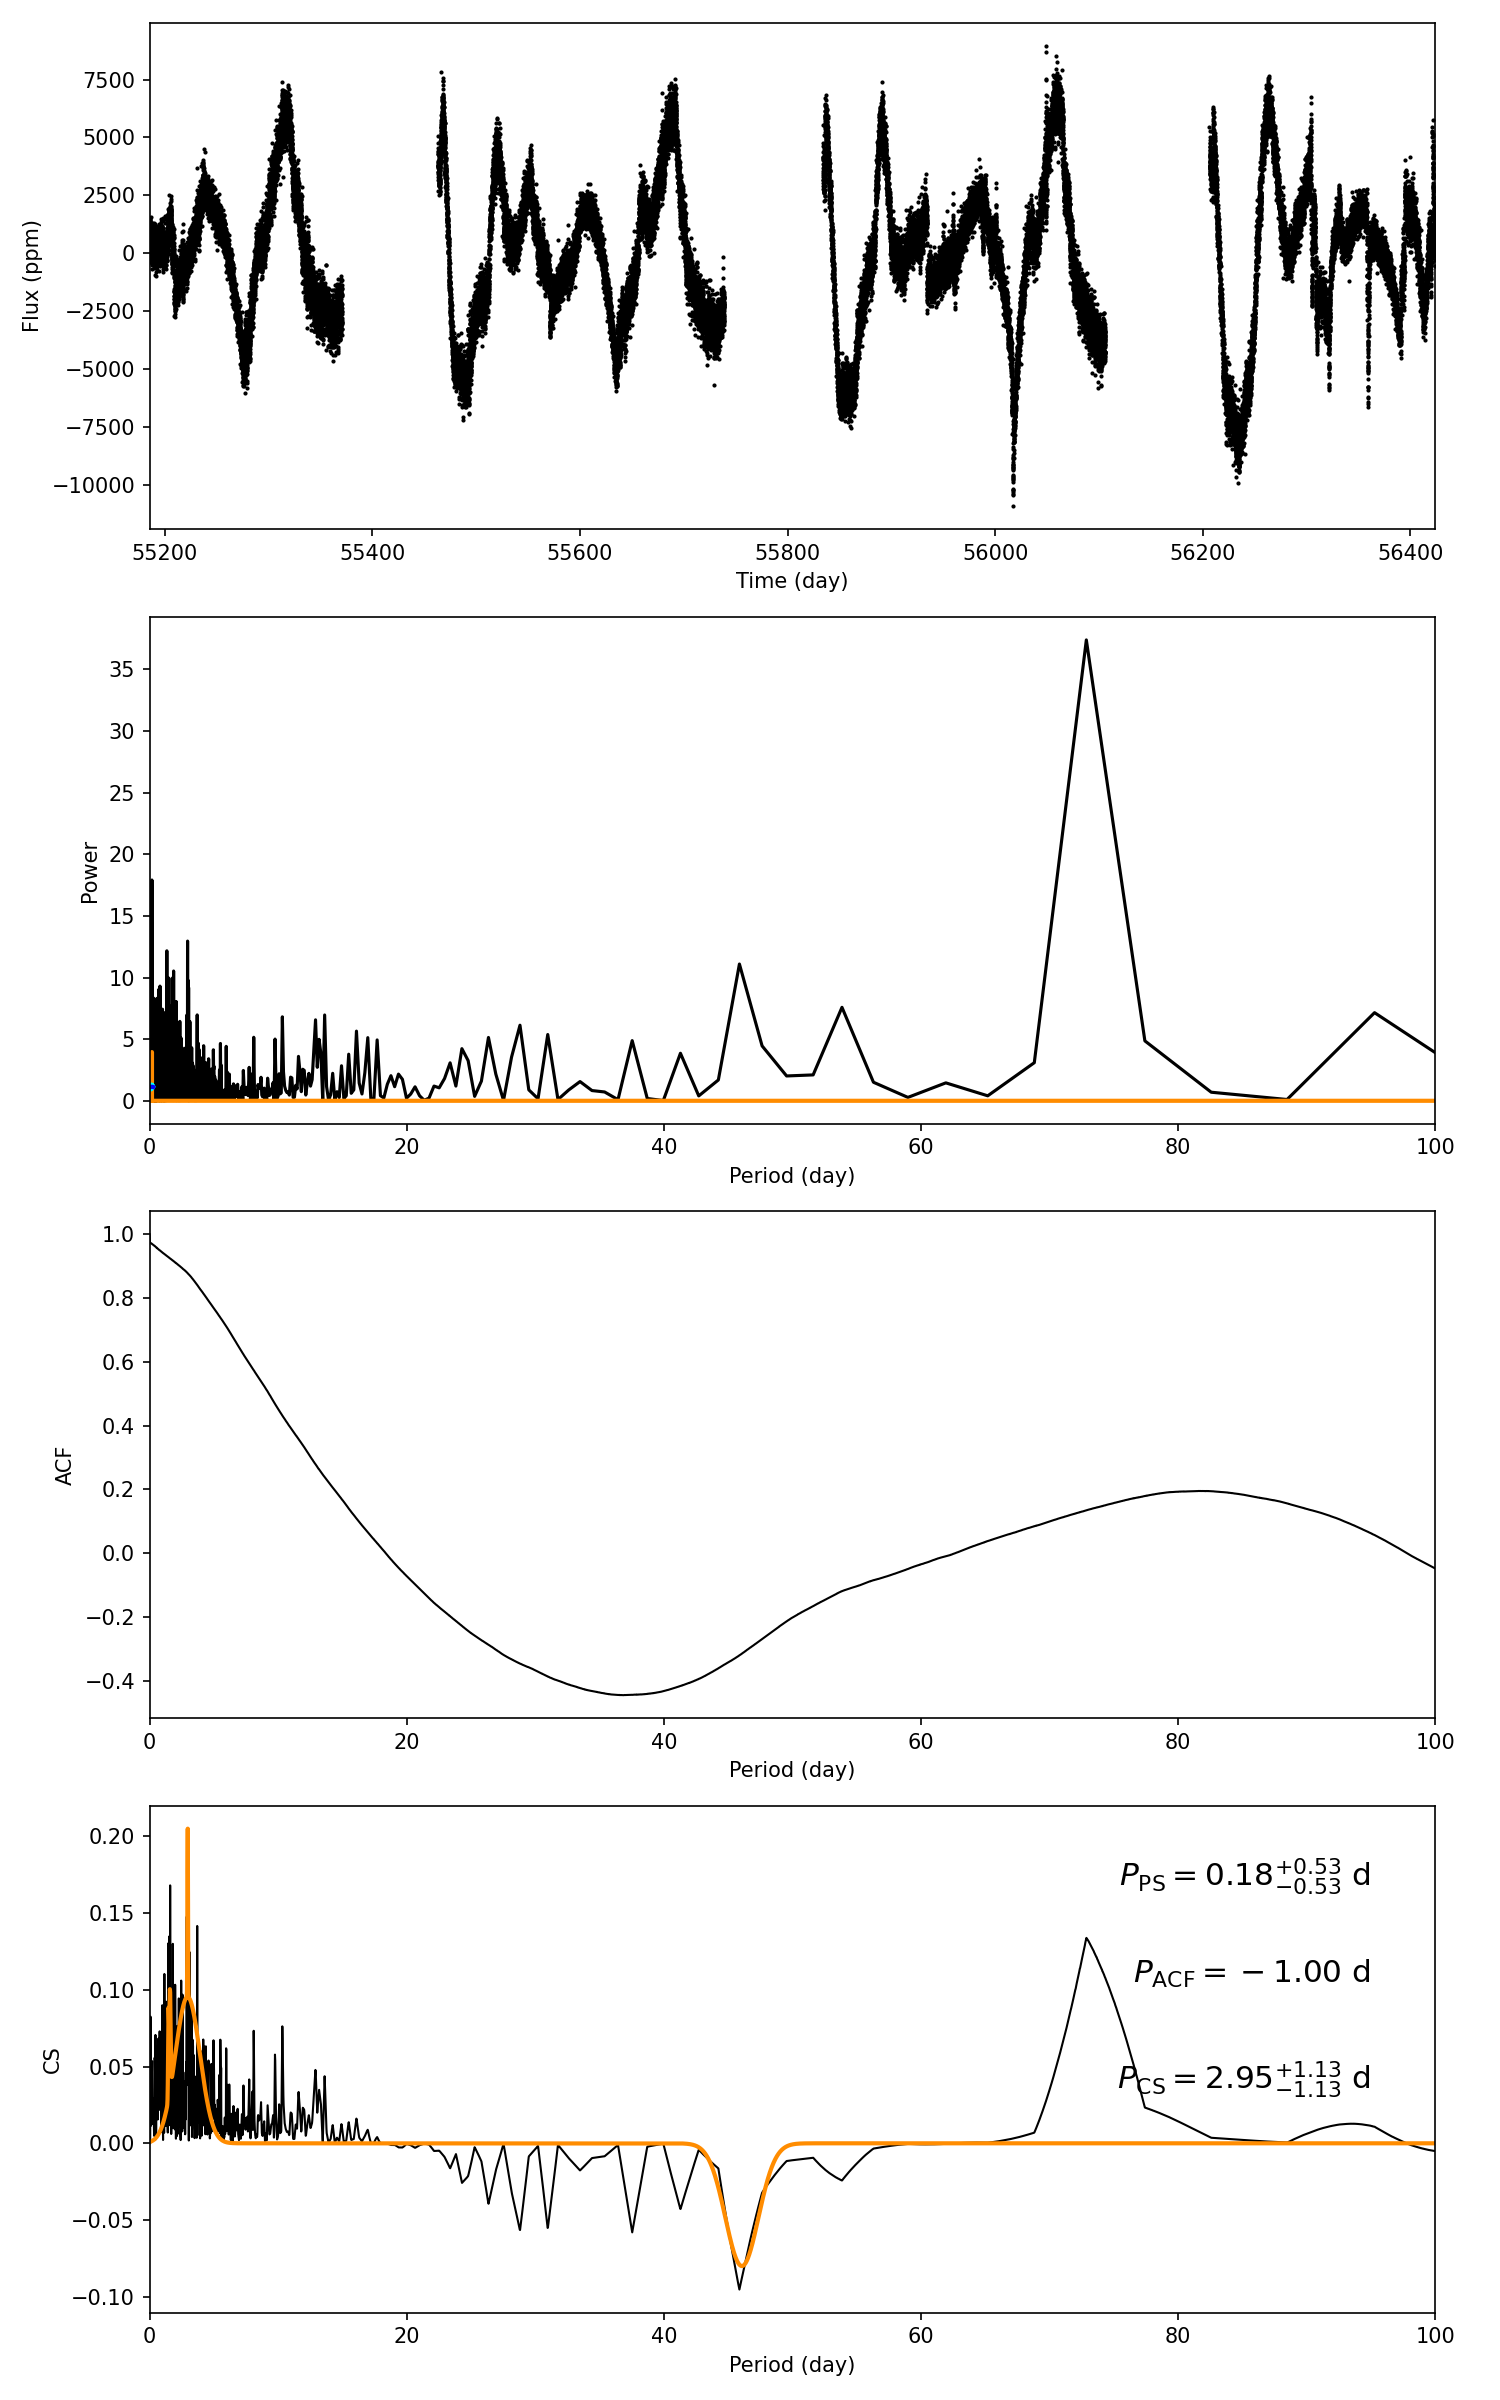 7500
5000
2500
0
−2500
−5000
−7500
−10000
Flux (ppm)
55200 55400 55600 55800 56000 56200 56400
Time (day)
35
30
25
20
15
10
5
0
Power
0 20 40 60 80 100
Period (day)
1.0
0.8
0.6
0.4
0.2
0.0
−0.2
−0.4
ACF
0 20 40 60 80 100
Period (day)
0.20
0.15
0.10
0.05
0.00
−0.05
−0.10
CS
P_PS = 0.18 +0.53 −0.53 d
P_ACF = −1.00 d
P_CS = 2.95 +1.13 −1.13 d
0 20 40 60 80 100
Period (day)